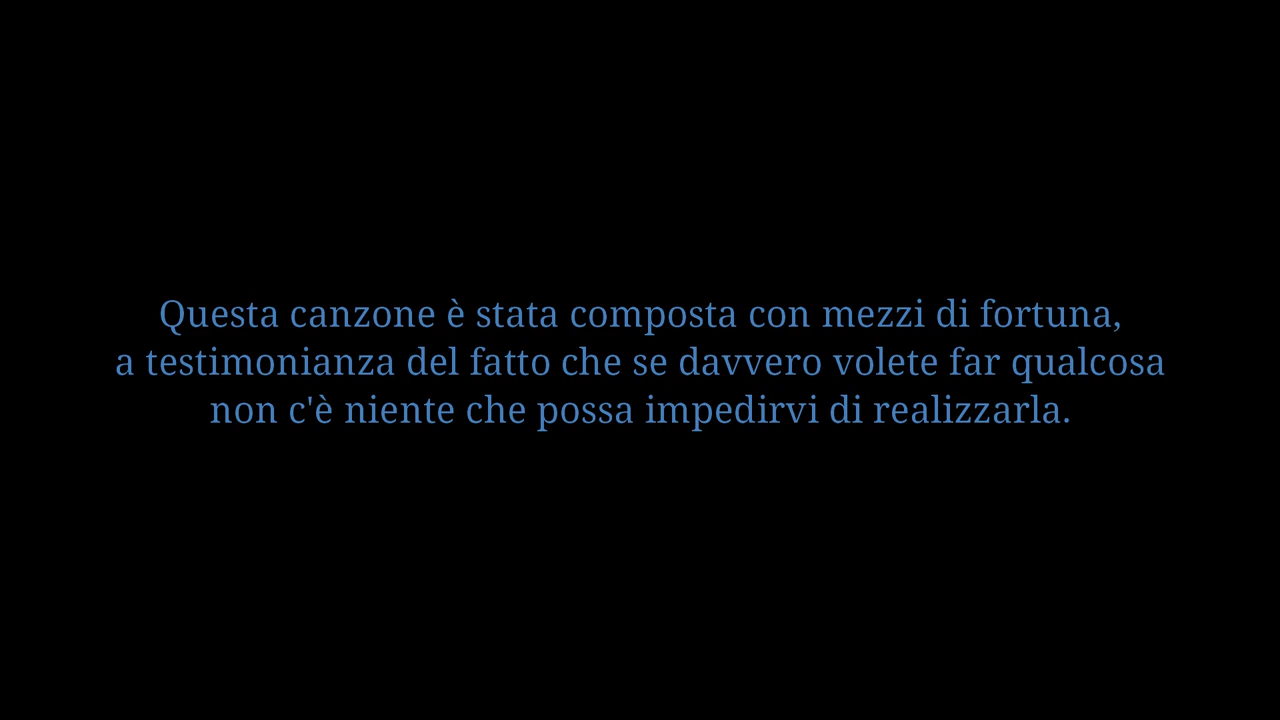 Questa canzone è stata composta con mezzi di fortuna,
a testimonianza del fatto che se davvero volete far qualcosa
non c'è niente che possa impedirvi di realizzarla.